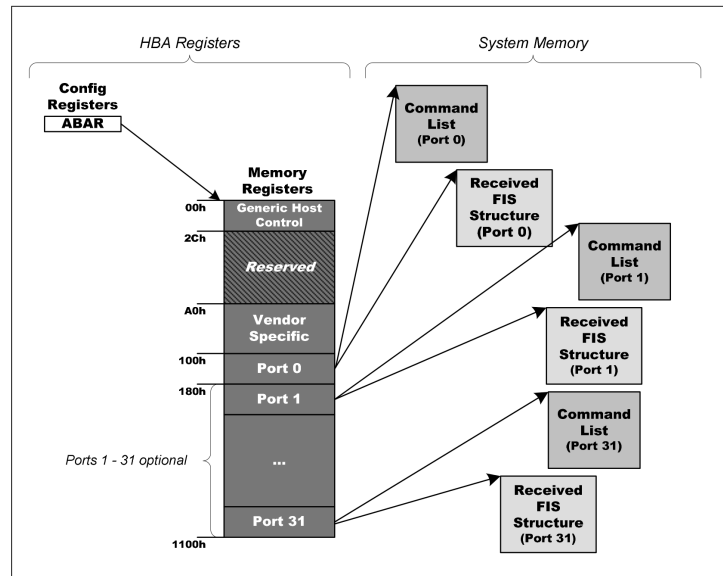 HBA Registers
System Memory
Config
Registers
ABAR
Memory
Registers
00h
Generic Host
Control
2Ch
Reserved
A0h
Vendor
Specific
100h
Port 0
180h
Port 1
Ports 1 - 31 optional
...
Port 31
1100h
Command
List
(Port 0)
Received
FIS
Structure
(Port 0)
Command
List
(Port 1)
Received
FIS
Structure
(Port 1)
Command
List
(Port 31)
Received
FIS
Structure
(Port 31)